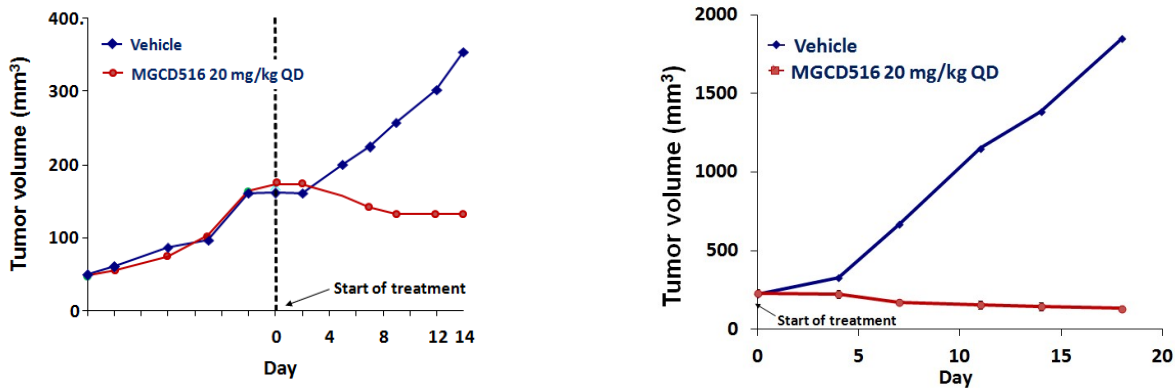 Tumor volume (mm³)
400.
300
200
100
0
Vehicle
MGCD516 20 mg/kg QD
Start of treatment
0 4 8 12 14
Day
Tumor volume (mm³)
2000
1500
1000
500
0
Vehicle
MGCD516 20 mg/kg QD
Start of treatment
0 5 10 15 20
Day